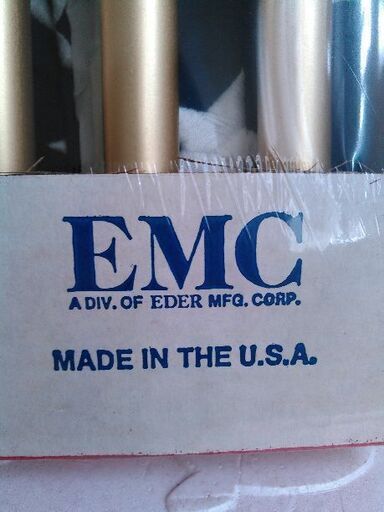 EMC
A DIV. OF EDER MFG. CORP.
MADE IN THE U.S.A.